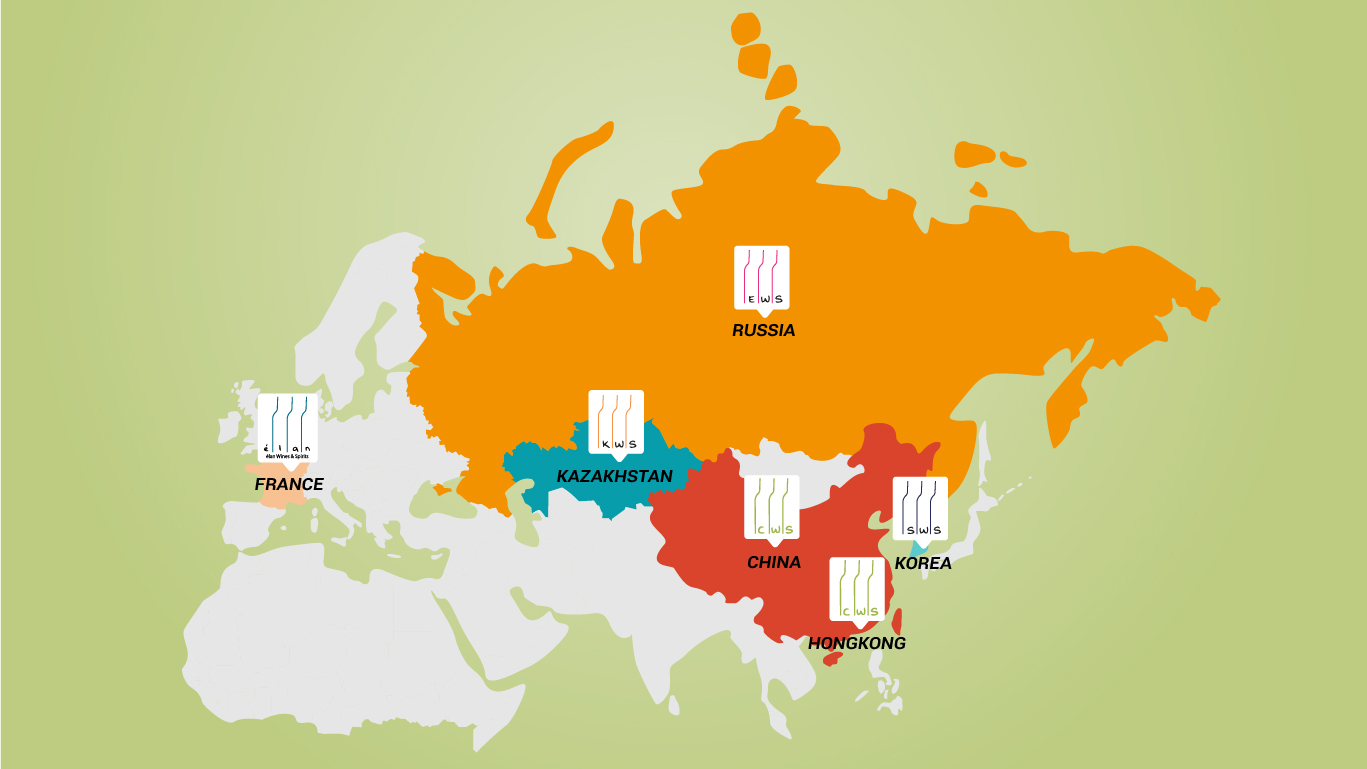 E W S
RUSSIA
K W S
KAZAKHSTAN
é l a n
élan Wines & Spirits
FRANCE
C W S
CHINA
S W S
KOREA
C W S
HONGKONG